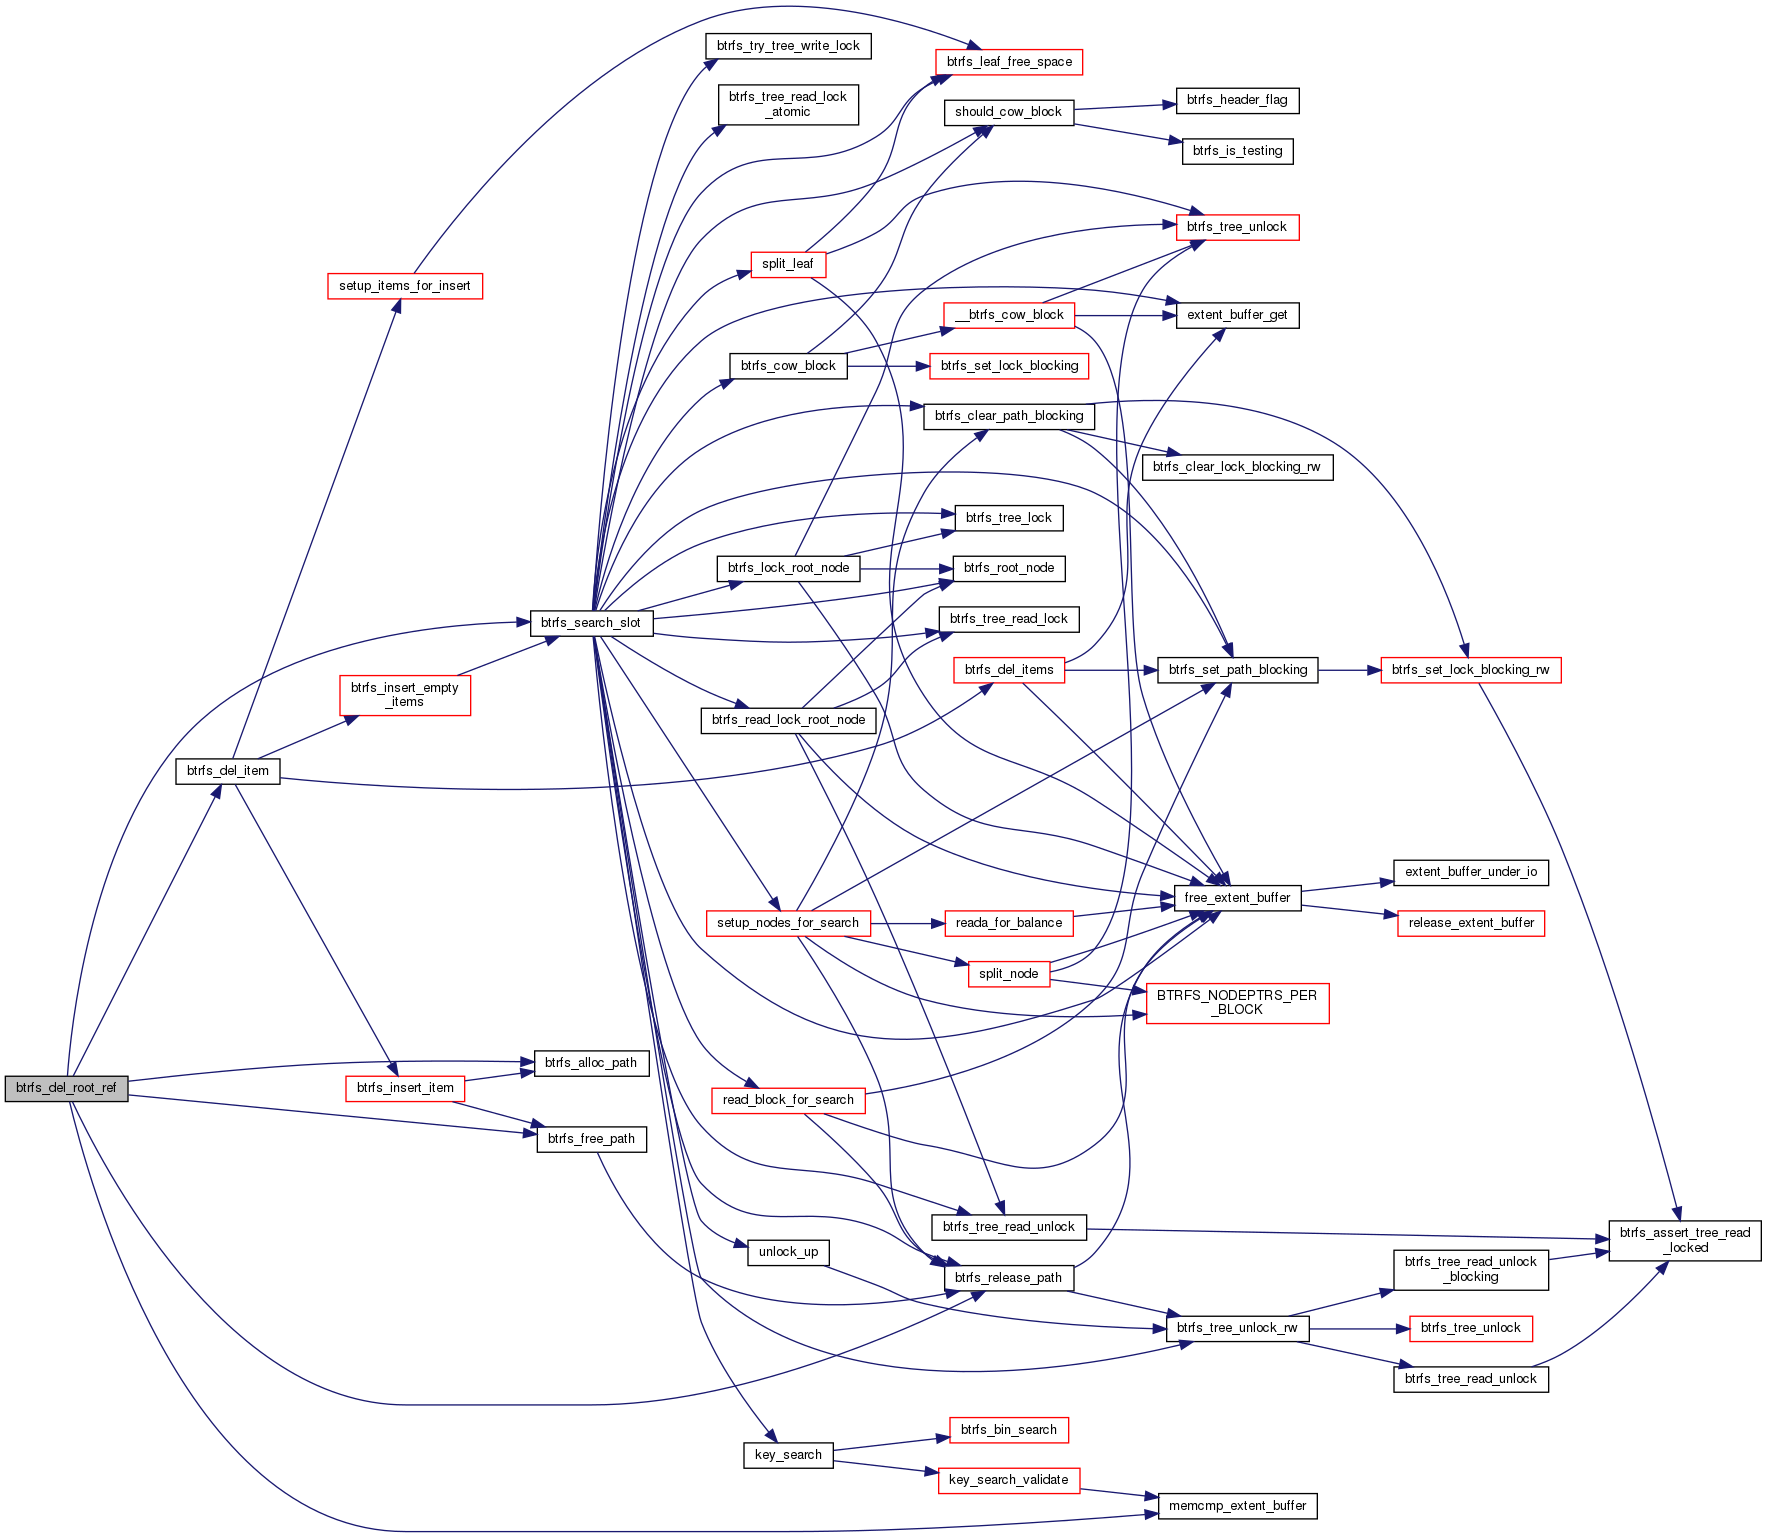 btrfs_try_tree_write_lock
btrfs_leaf_free_space
btrfs_tree_read_lock
_atomic
should_cow_block
btrfs_header_flag
btrfs_is_testing
btrfs_tree_unlock
split_leaf
setup_items_for_insert
__btrfs_cow_block
extent_buffer_get
btrfs_cow_block
btrfs_set_lock_blocking
btrfs_clear_path_blocking
btrfs_clear_lock_blocking_rw
btrfs_tree_lock
btrfs_lock_root_node
btrfs_root_node
btrfs_search_slot
btrfs_tree_read_lock
btrfs_del_items
btrfs_set_path_blocking
btrfs_set_lock_blocking_rw
btrfs_insert_empty
_items
btrfs_read_lock_root_node
btrfs_del_item
extent_buffer_under_io
free_extent_buffer
setup_nodes_for_search
reada_for_balance
release_extent_buffer
split_node
BTRFS_NODEPTRS_PER
_BLOCK
btrfs_alloc_path
btrfs_del_root_ref
btrfs_insert_item
read_block_for_search
btrfs_free_path
btrfs_tree_read_unlock
btrfs_assert_tree_read
_locked
unlock_up
btrfs_tree_read_unlock
_blocking
btrfs_release_path
btrfs_tree_unlock_rw
btrfs_tree_unlock
btrfs_tree_read_unlock
btrfs_bin_search
key_search
key_search_validate
memcmp_extent_buffer